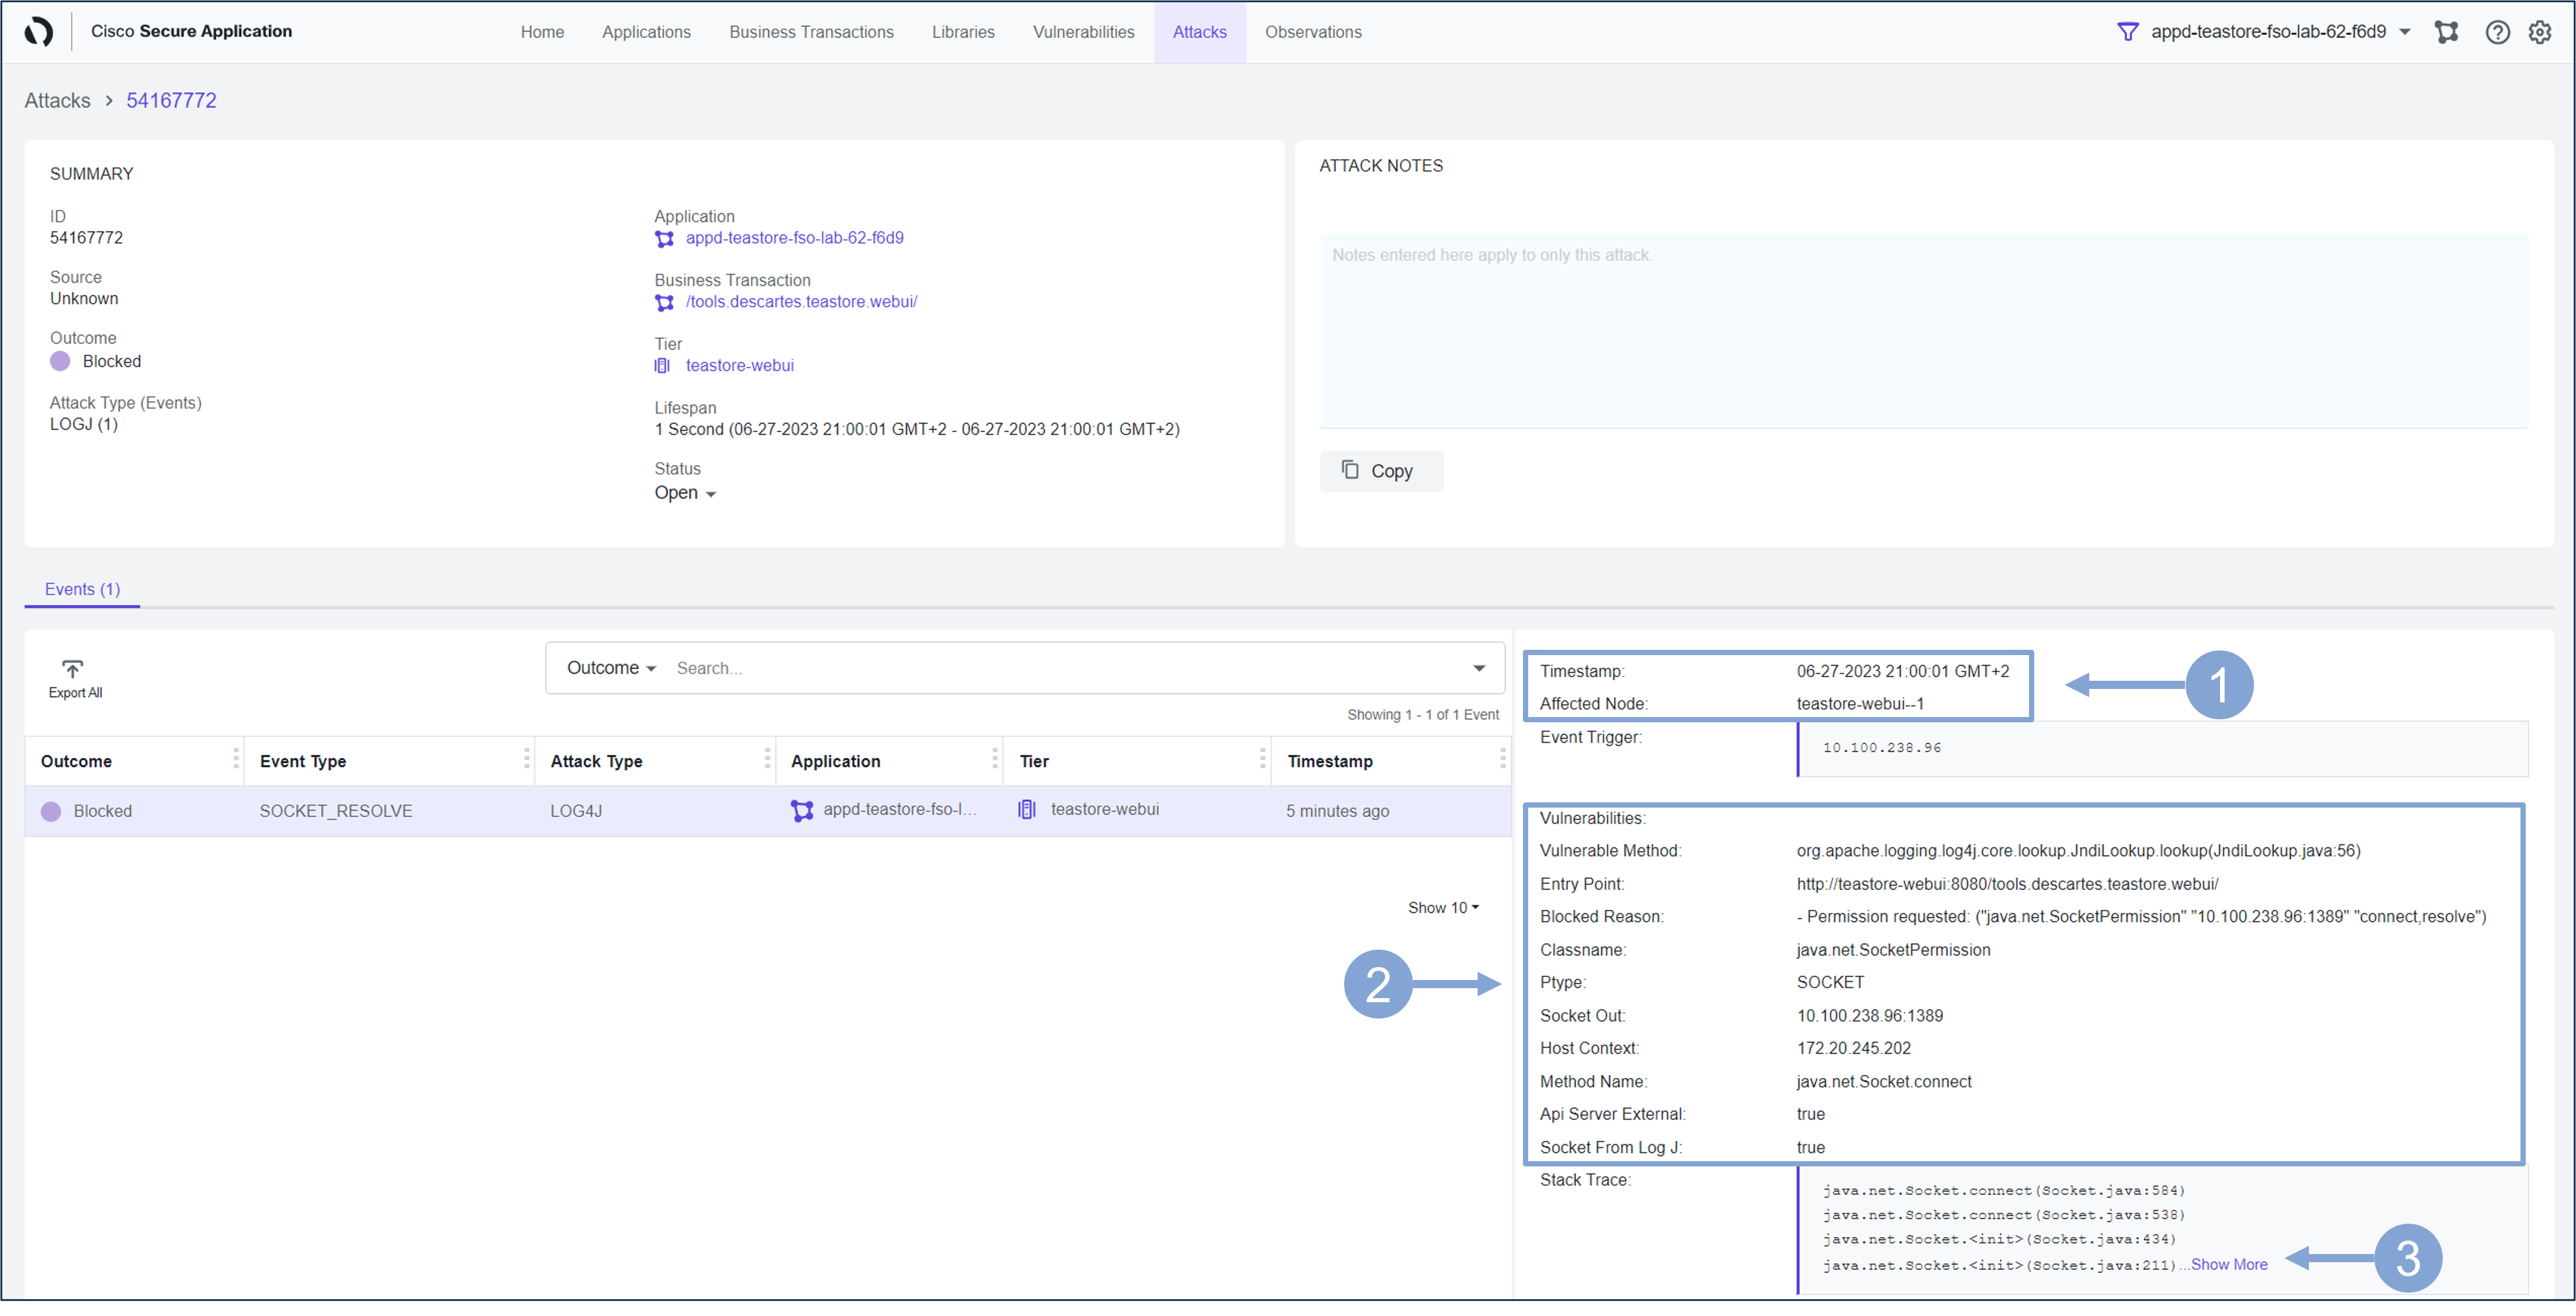 Cisco Secure Application
Home Applications Business Transactions Libraries Vulnerabilities Attacks Observations
appd-teastore-fso-lab-62-f6d9
Attacks > 54167772
SUMMARY
ID
54167772
Source
Unknown
Outcome
Blocked
Attack Type (Events)
LOGJ (1)
Application
appd-teastore-fso-lab-62-f6d9
Business Transaction
/tools.descartes.teastore.webui/
Tier
teastore-webui
Lifespan
1 Second (06-27-2023 21:00:01 GMT+2 - 06-27-2023 21:00:01 GMT+2)
Status
Open
ATTACK NOTES
Notes entered here apply to only this attack.
Copy
Events (1)
Export All
Outcome Search...
Showing 1 - 1 of 1 Event
Outcome Event Type Attack Type Application Tier Timestamp
Blocked SOCKET_RESOLVE LOG4J appd-teastore-fso-l... teastore-webui 5 minutes ago
Show 10
Timestamp: 06-27-2023 21:00:01 GMT+2
Affected Node: teastore-webui--1
1
Event Trigger: 10.100.238.96
Vulnerabilities:
Vulnerable Method: org.apache.logging.log4j.core.lookup.JndiLookup.lookup(JndiLookup.java:56)
Entry Point: http://teastore-webui:8080/tools.descartes.teastore.webui/
Blocked Reason: - Permission requested: ("java.net.SocketPermission" "10.100.238.96:1389" "connect,resolve")
Classname: java.net.SocketPermission
Ptype: SOCKET
2
Socket Out: 10.100.238.96:1389
Host Context: 172.20.245.202
Method Name: java.net.Socket.connect
Api Server External: true
Socket From Log J: true
Stack Trace: java.net.Socket.connect(Socket.java:584)
java.net.Socket.connect(Socket.java:538)
java.net.Socket.<init>(Socket.java:434)
java.net.Socket.<init>(Socket.java:211)...Show More
3